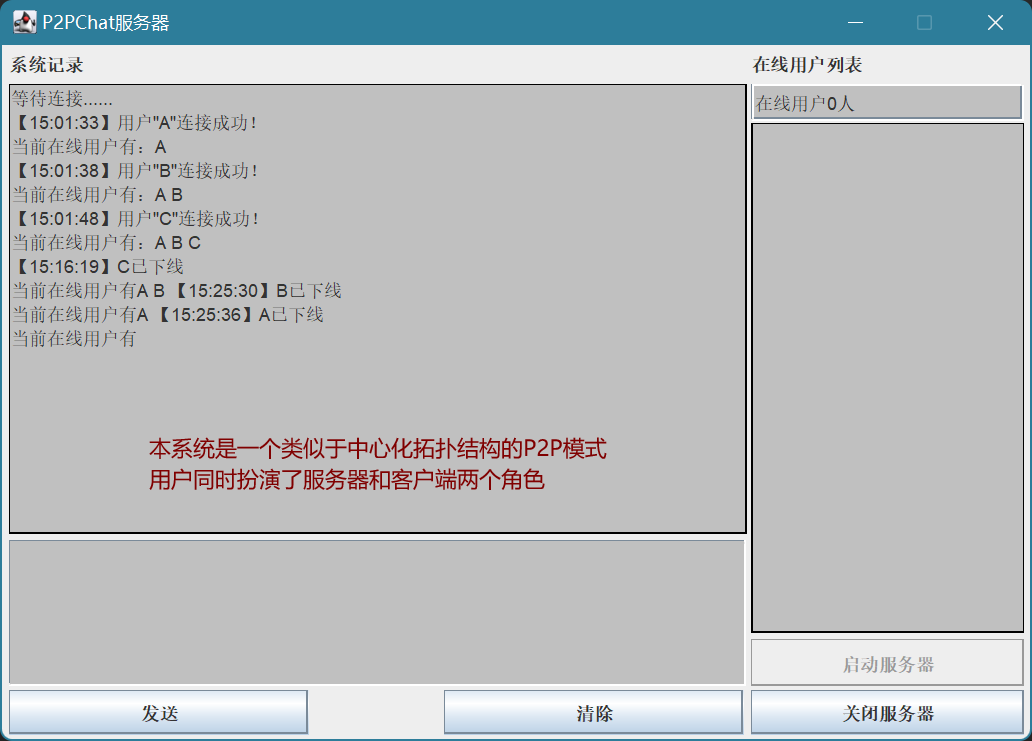 P2PChat服务器
系统记录
在线用户列表
等待连接......
【15:01:33】用户"A"连接成功！
当前在线用户有：A
【15:01:38】用户"B"连接成功！
当前在线用户有：A B
【15:01:48】用户"C"连接成功！
当前在线用户有：A B C
【15:16:19】C已下线
当前在线用户有A B 【15:25:30】B已下线
当前在线用户有A 【15:25:36】A已下线
当前在线用户有
在线用户0人
本系统是一个类似于中心化拓扑结构的P2P模式
用户同时扮演了服务器和客户端两个角色
启动服务器
发送
清除
关闭服务器